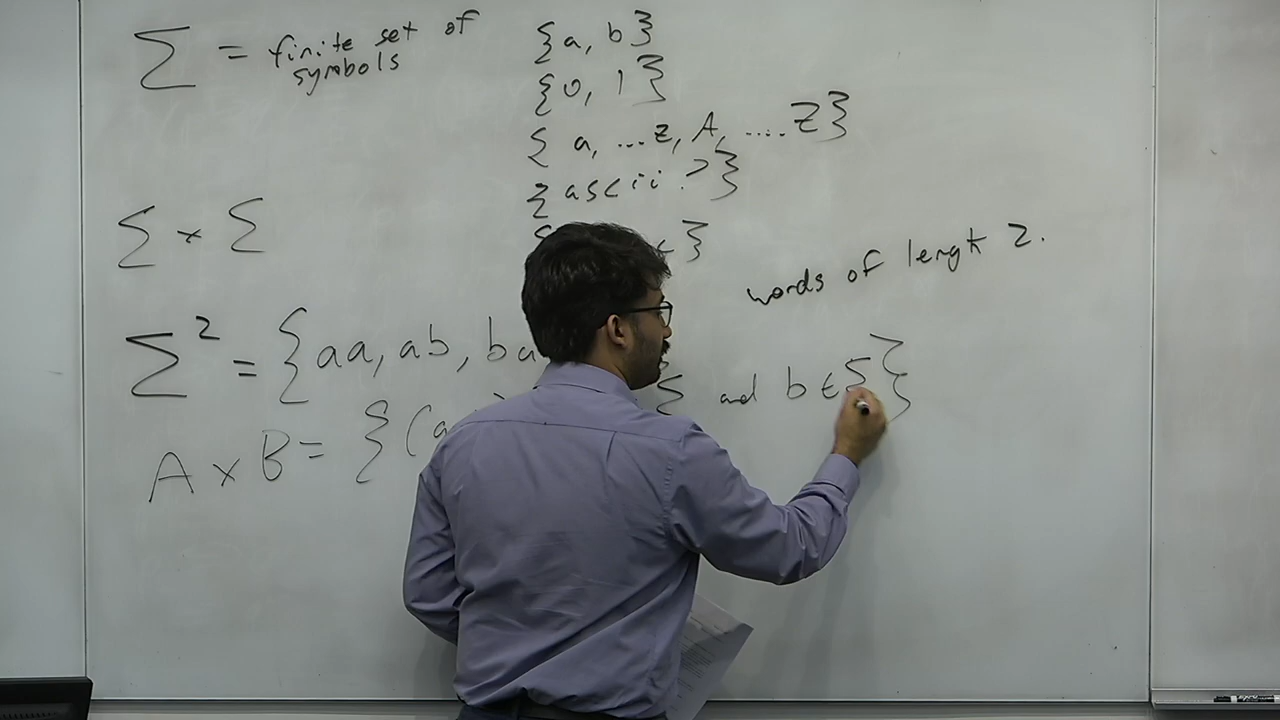 Σ = finite set of
symbols
{a, b}
{0, 1}
{a, ... z, A, .... Z}
{ascii ?}
Σ × Σ
words of length 2.
Σ² = {aa, ab, ba
Σ and b ∈ Σ}
A × B = {(a